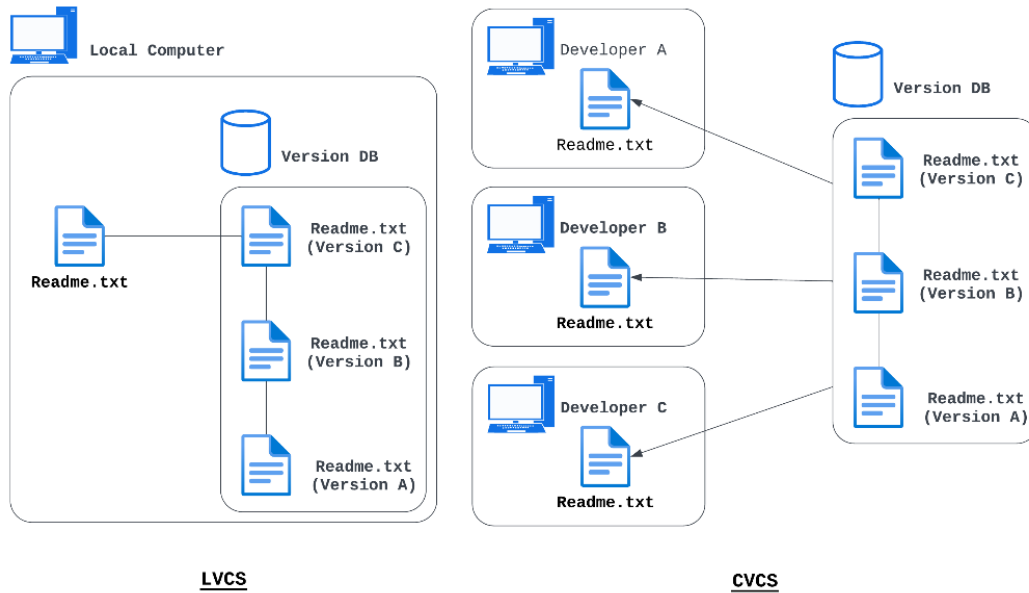 Local Computer
Version DB
Readme.txt
Readme.txt
(Version C)
Readme.txt
(Version B)
Readme.txt
(Version A)
LVCS
Developer A
Readme.txt
Developer B
Readme.txt
Developer C
Readme.txt
Version DB
Readme.txt
(Version C)
Readme.txt
(Version B)
Readme.txt
(Version A)
CVCS